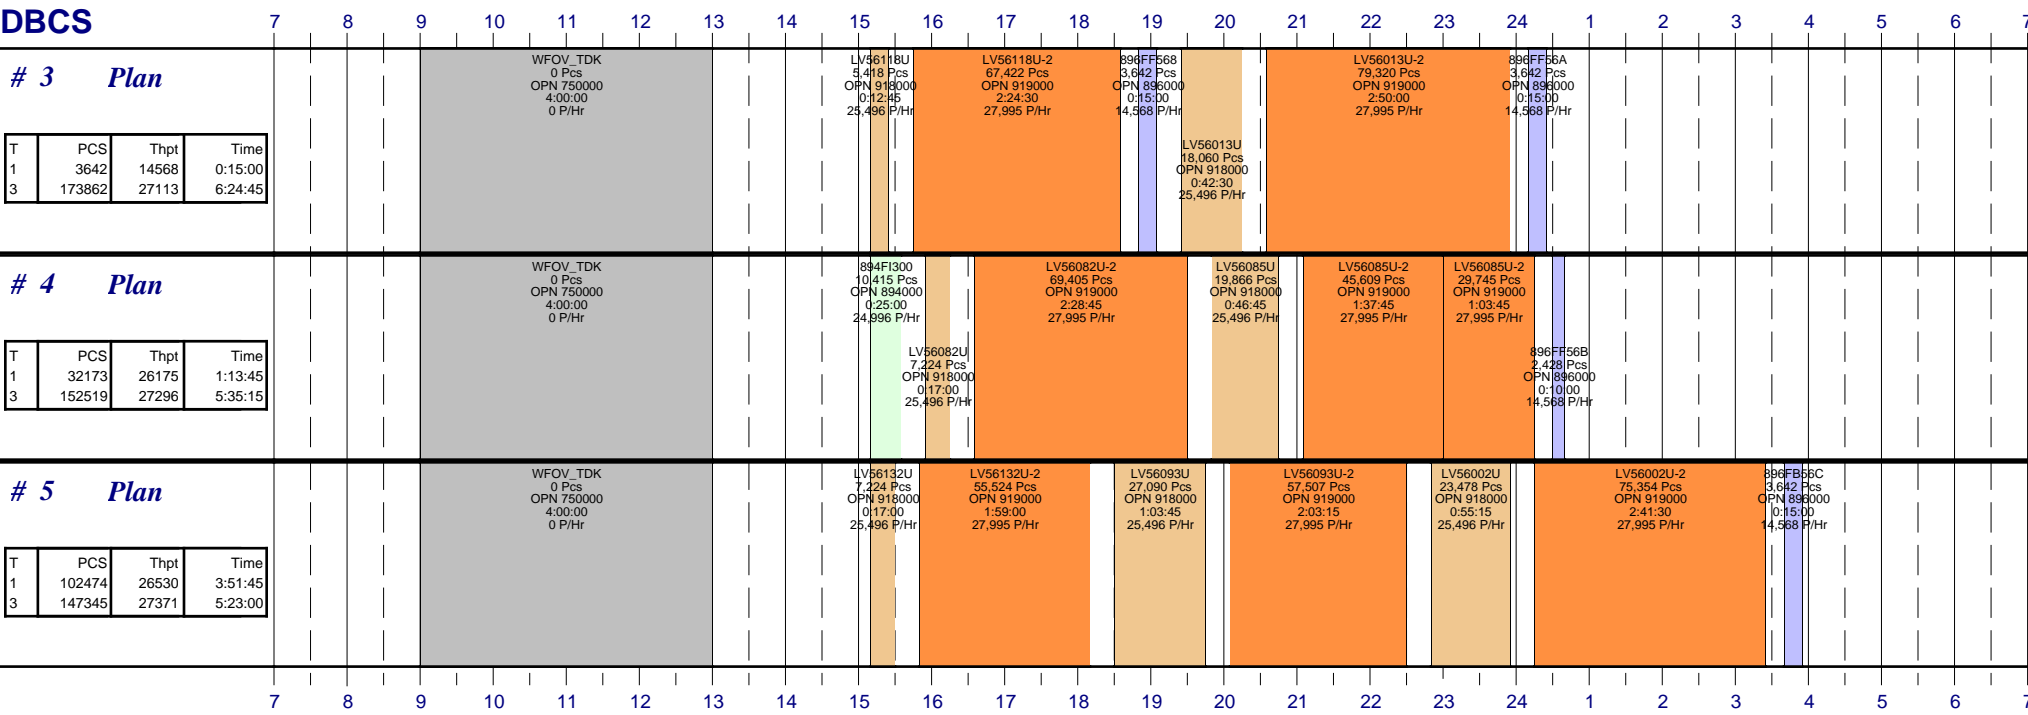 DBCS
7 8 9 10 11 12 13 14 15 16 17 18 19 20 21 22 23 24 1 2 3 4 5 6 7
# 3 Plan
T PCS Thpt Time
1 3642 14568 0:15:00
3 173862 27113 6:24:45
WFOV_TDK
0 Pcs
OPN 750000
4:00:00
0 P/Hr
LV56118U
5,418 Pcs
OPN 918000
0:12:45
25,496 P/Hr
LV56118U-2
67,422 Pcs
OPN 919000
2:24:30
27,995 P/Hr
896FF568
3,642 Pcs
OPN 896000
0:15:00
14,568 P/Hr
LV56013U
18,060 Pcs
OPN 918000
0:42:30
25,496 P/Hr
LV56013U-2
79,320 Pcs
OPN 919000
2:50:00
27,995 P/Hr
896FF56A
3,642 Pcs
OPN 896000
0:15:00
14,568 P/Hr
# 4 Plan
T PCS Thpt Time
1 32173 26175 1:13:45
3 152519 27296 5:35:15
WFOV_TDK
0 Pcs
OPN 750000
4:00:00
0 P/Hr
894FI300
10,415 Pcs
OPN 894000
0:25:00
24,996 P/Hr
LV56082U
7,224 Pcs
OPN 918000
0:17:00
25,496 P/Hr
LV56082U-2
69,405 Pcs
OPN 919000
2:28:45
27,995 P/Hr
LV56085U
19,866 Pcs
OPN 918000
0:46:45
25,496 P/Hr
LV56085U-2
45,609 Pcs
OPN 919000
1:37:45
27,995 P/Hr
LV56085U-2
29,745 Pcs
OPN 919000
1:03:45
27,995 P/Hr
896FF56B
2,428 Pcs
OPN 896000
0:10:00
14,568 P/Hr
# 5 Plan
T PCS Thpt Time
1 102474 26530 3:51:45
3 147345 27371 5:23:00
WFOV_TDK
0 Pcs
OPN 750000
4:00:00
0 P/Hr
LV56132U
7,224 Pcs
OPN 918000
0:17:00
25,496 P/Hr
LV56132U-2
55,524 Pcs
OPN 919000
1:59:00
27,995 P/Hr
LV56093U
27,090 Pcs
OPN 918000
1:03:45
25,496 P/Hr
LV56093U-2
57,507 Pcs
OPN 919000
2:03:15
27,995 P/Hr
LV56002U
23,478 Pcs
OPN 918000
0:55:15
25,496 P/Hr
LV56002U-2
75,354 Pcs
OPN 919000
2:41:30
27,995 P/Hr
896FB56C
3,642 Pcs
OPN 896000
0:15:00
14,568 P/Hr
7 8 9 10 11 12 13 14 15 16 17 18 19 20 21 22 23 24 1 2 3 4 5 6 7